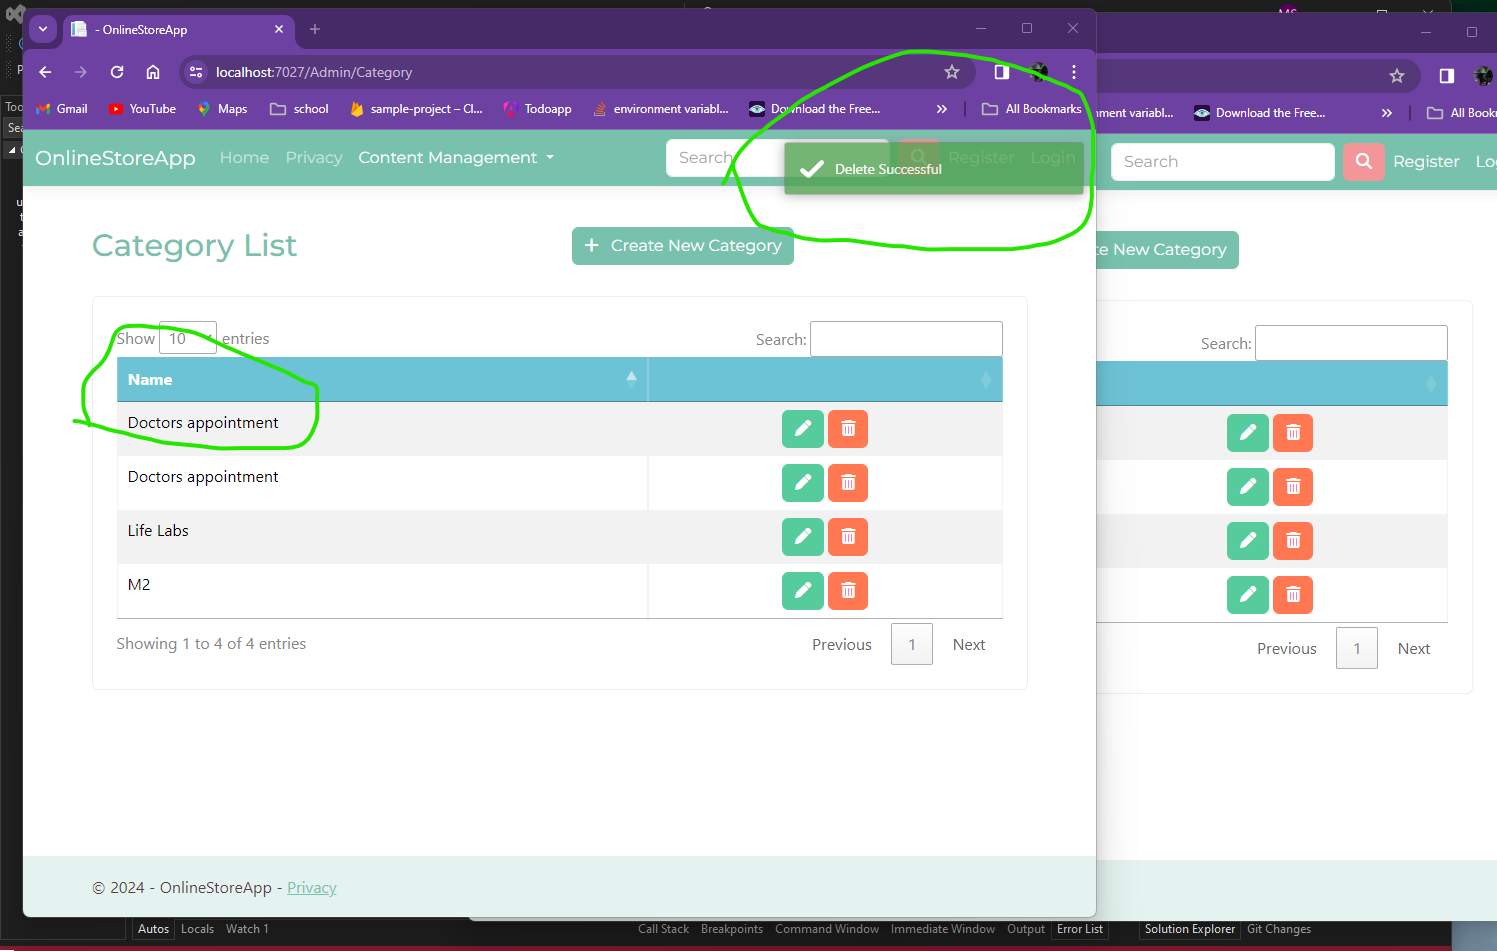 - OnlineStoreApp
localhost:7027/Admin/Category
Gmail YouTube Maps school sample-project – Cl... Todoapp environment variabl... Download the Free... » All Bookmarks
OnlineStoreApp Home Privacy Content Management Search Register Login
Delete Successful
Category List + Create New Category
Show 10 entries Search:
Name
Doctors appointment
Doctors appointment
Life Labs
M2
Showing 1 to 4 of 4 entries Previous 1 Next
© 2024 - OnlineStoreApp - Privacy
variabl... Download the Free... » All
Search Register
New Category
Search:
Previous 1 Next
Autos Locals Watch 1 Call Stack Breakpoints Command Window Immediate Window Output Error List Solution Explorer Git Changes